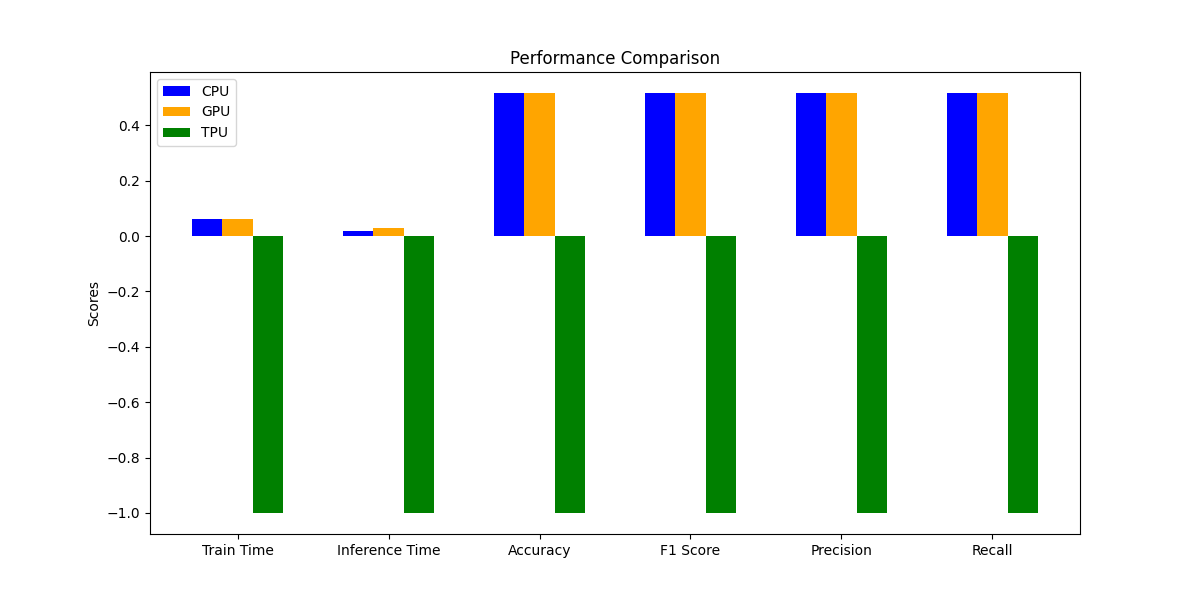 Performance Comparison
CPU
GPU
TPU
Scores
0.4
0.2
0.0
−0.2
−0.4
−0.6
−0.8
−1.0
Train Time
Inference Time
Accuracy
F1 Score
Precision
Recall